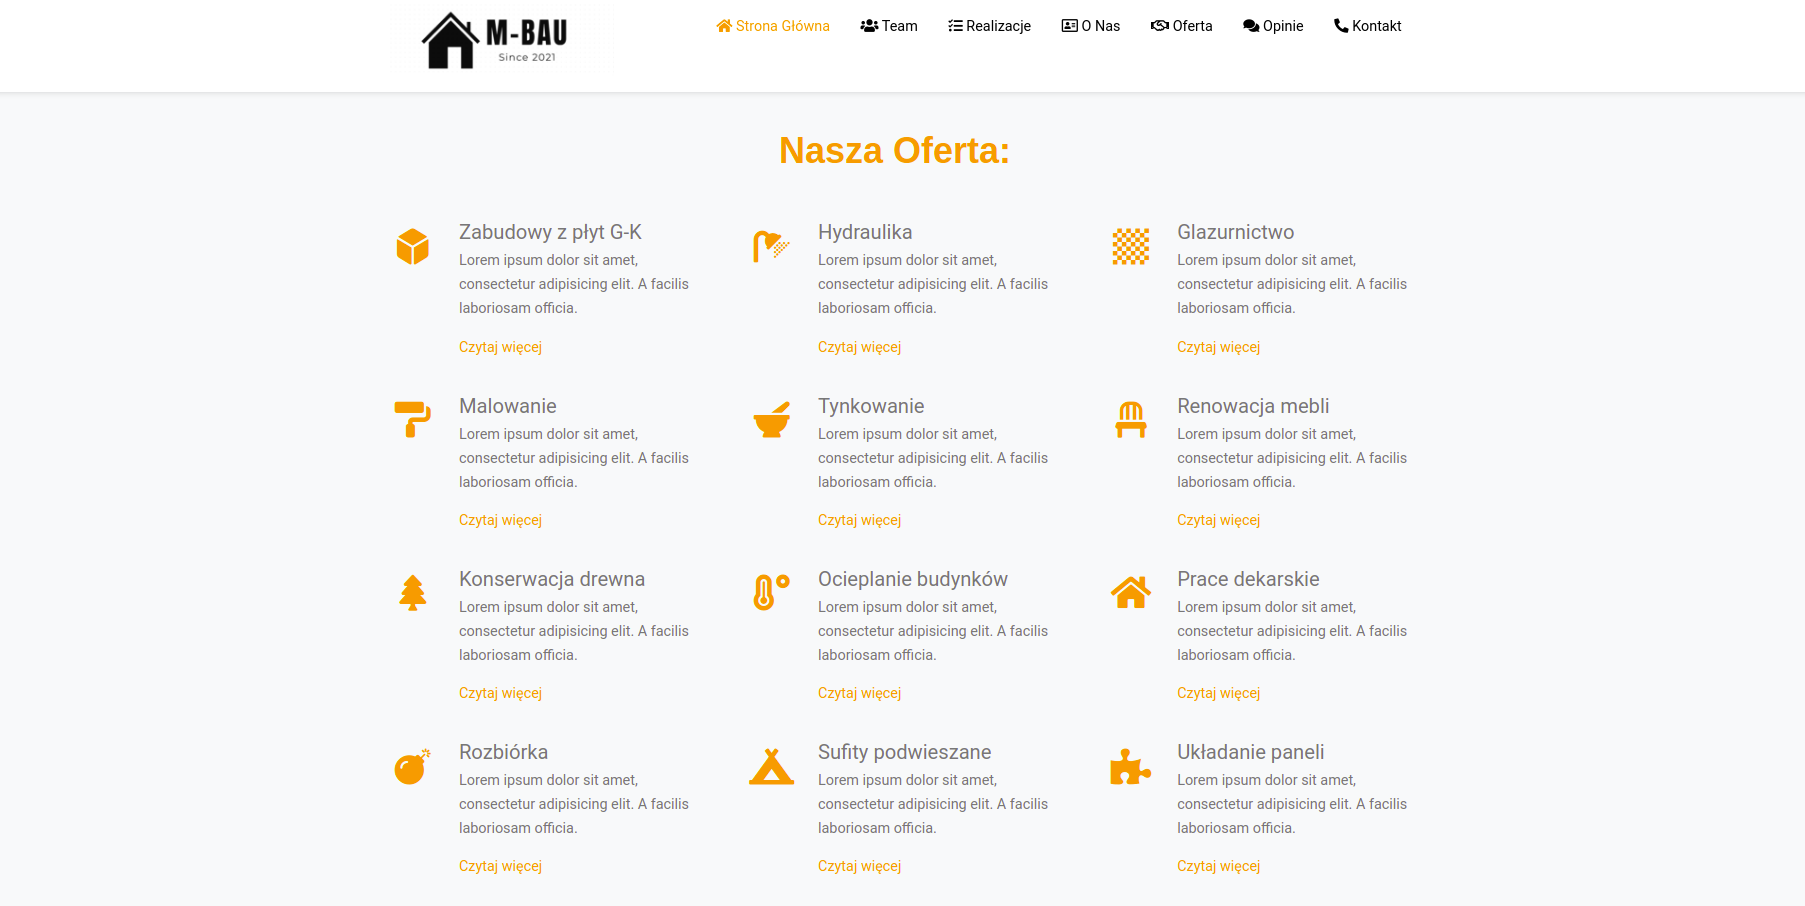 M-BAU
Since 2021
Strona Główna Team Realizacje O Nas Oferta Opinie Kontakt
Nasza Oferta:
Zabudowy z płyt G-K
Lorem ipsum dolor sit amet,
consectetur adipisicing elit. A facilis
laboriosam officia.
Czytaj więcej
Hydraulika
Lorem ipsum dolor sit amet,
consectetur adipisicing elit. A facilis
laboriosam officia.
Czytaj więcej
Glazurnictwo
Lorem ipsum dolor sit amet,
consectetur adipisicing elit. A facilis
laboriosam officia.
Czytaj więcej
Malowanie
Lorem ipsum dolor sit amet,
consectetur adipisicing elit. A facilis
laboriosam officia.
Czytaj więcej
Tynkowanie
Lorem ipsum dolor sit amet,
consectetur adipisicing elit. A facilis
laboriosam officia.
Czytaj więcej
Renowacja mebli
Lorem ipsum dolor sit amet,
consectetur adipisicing elit. A facilis
laboriosam officia.
Czytaj więcej
Konserwacja drewna
Lorem ipsum dolor sit amet,
consectetur adipisicing elit. A facilis
laboriosam officia.
Czytaj więcej
Ocieplanie budynków
Lorem ipsum dolor sit amet,
consectetur adipisicing elit. A facilis
laboriosam officia.
Czytaj więcej
Prace dekarskie
Lorem ipsum dolor sit amet,
consectetur adipisicing elit. A facilis
laboriosam officia.
Czytaj więcej
Rozbiórka
Lorem ipsum dolor sit amet,
consectetur adipisicing elit. A facilis
laboriosam officia.
Czytaj więcej
Sufity podwieszane
Lorem ipsum dolor sit amet,
consectetur adipisicing elit. A facilis
laboriosam officia.
Czytaj więcej
Układanie paneli
Lorem ipsum dolor sit amet,
consectetur adipisicing elit. A facilis
laboriosam officia.
Czytaj więcej